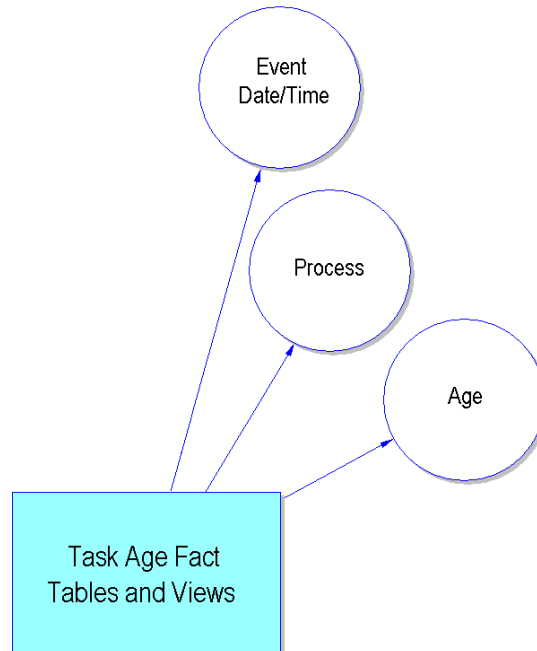 Event
Date/Time
Process
Age
Task Age Fact
Tables and Views